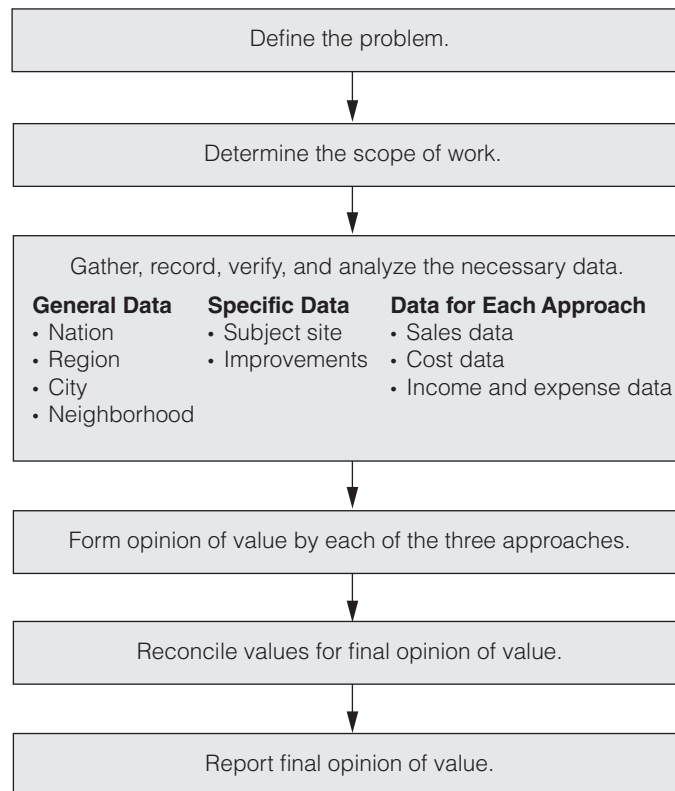 Define the problem.
Determine the scope of work.
Gather, record, verify, and analyze the necessary data.
General Data
• Nation
• Region
• City
• Neighborhood
Specific Data
• Subject site
• Improvements
Data for Each Approach
• Sales data
• Cost data
• Income and expense data
Form opinion of value by each of the three approaches.
Reconcile values for final opinion of value.
Report final opinion of value.